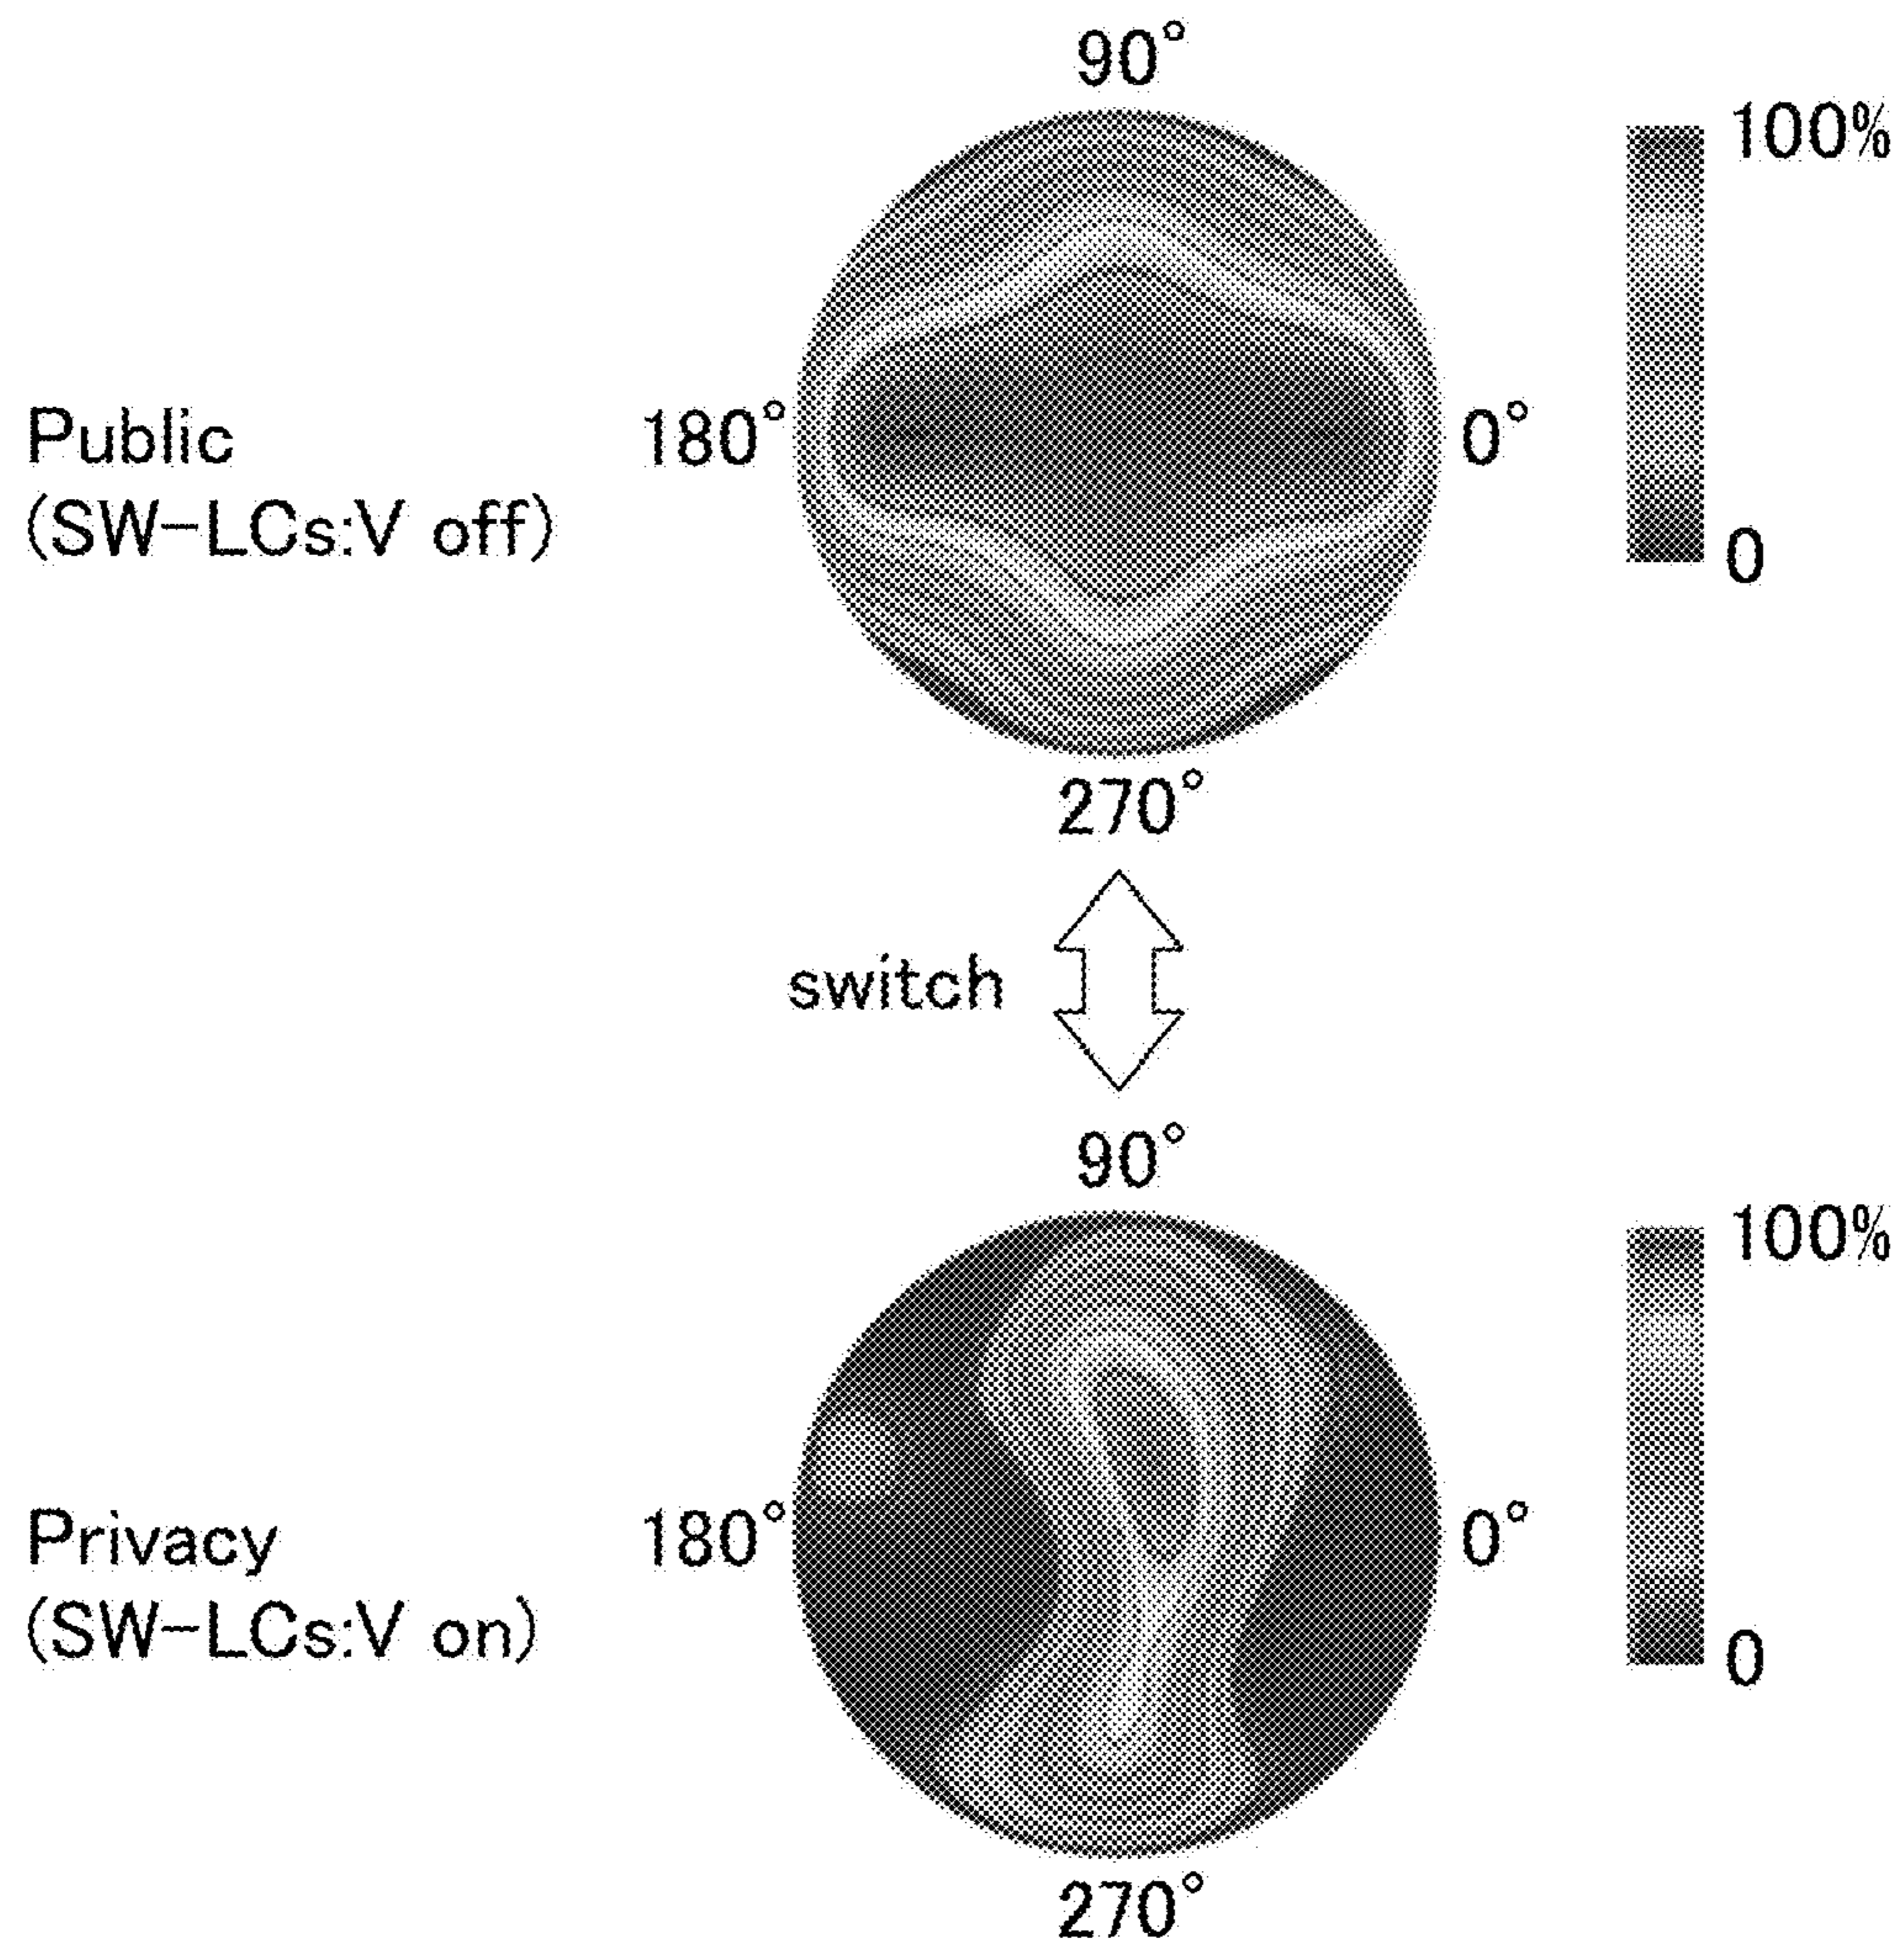 90°
100%
180°
0°
Public
(SW-LCs:V off)
0
270°
switch
90°
100%
180°
0°
Privacy
(SW-LCs:V on)
0
270°